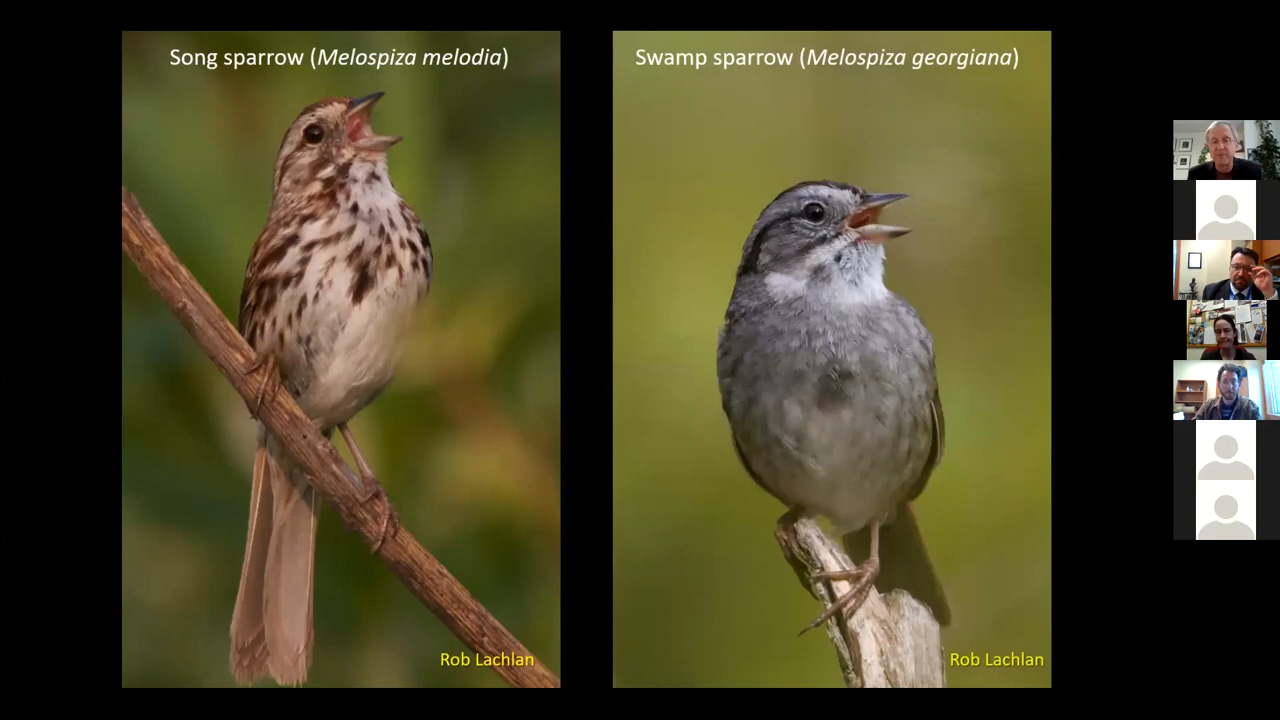 Song sparrow (Melospiza melodia)
Swamp sparrow (Melospiza georgiana)
Rob Lachlan
Rob Lachlan